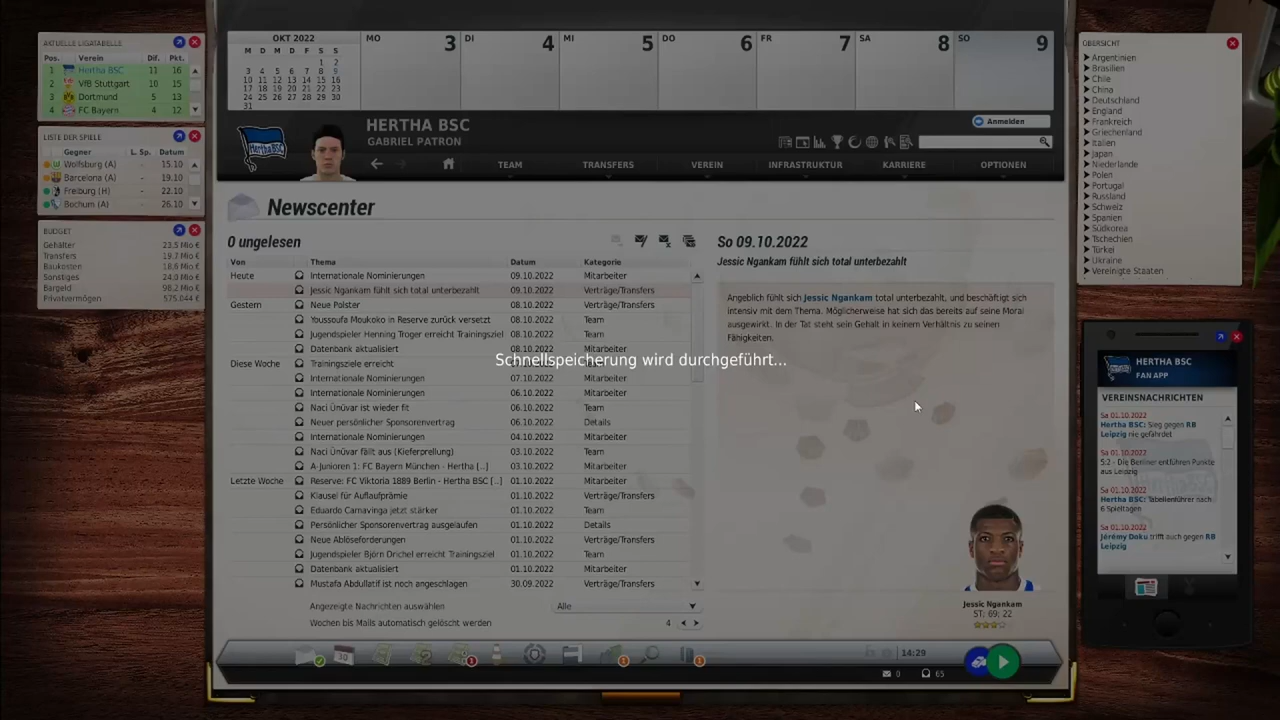 AKTUELLE LIGATABELLE
Pos. Verein Dif. Pkt.
1 Hertha BSC 11 16
2 VfB Stuttgart 10 15
3 Dortmund 5 13
4 FC Bayern 4 12
LISTE DER SPIELE
Gegner L. Sp. Datum
Wolfsburg (A) - 15.10
Barcelona (A) - 19.10
Freiburg (H) - 22.10
Bochum (A) - 26.10
BUDGET
Gehälter 23,5 Mio €
Transfers 19,7 Mio €
Baukosten 18,6 Mio €
Sonstiges 24,0 Mio €
Bargeld 96,2 Mio €
Privatvermögen 575.044 €
OKT 2022
M D M D F S S
1 2
3 4 5 6 7 8 9
10 11 12 13 14 15 16
17 18 19 20 21 22 23
24 25 26 27 28 29 30
31
MO 3 DI 4 MI 5 DO 6 FR 7 SA 8 SO 9
HERTHA BSC
GABRIEL PATRON
Anmelden
TEAM TRANSFERS VEREIN INFRASTRUKTUR KARRIERE OPTIONEN
Newscenter
0 ungelesen
Von Thema Datum Kategorie
Heute Internationale Nominierungen 09.10.2022 Mitarbeiter
Jessic Ngankam fühlt sich total unterbezahlt 09.10.2022 Verträge/Transfers
Gestern Neue Polster 08.10.2022 Verträge/Transfers
Youssoufa Moukoko in Reserve zurück versetzt 08.10.2022 Team
Jugendspieler Henning Troger erreicht Trainingsziel 08.10.2022 Team
Datenbank aktualisiert 08.10.2022 Mitarbeiter
Diese Woche Trainingsziele erreicht Team
Internationale Nominierungen 07.10.2022 Mitarbeiter
Internationale Nominierungen 06.10.2022 Mitarbeiter
Naci Ünüvar ist wieder fit 06.10.2022 Team
Neuer persönlicher Sponsorenvertrag 06.10.2022 Details
Internationale Nominierungen 04.10.2022 Mitarbeiter
Naci Ünüvar fällt aus (Kieferprellung) 03.10.2022 Team
A-Junioren 1: FC Bayern München - Hertha [..] 03.10.2022 Mitarbeiter
Letzte Woche Reserve: FC Viktoria 1889 Berlin - Hertha BSC [..] 02.10.2022 Mitarbeiter
Klausel für Auflaufprämie 01.10.2022 Verträge/Transfers
Eduardo Camavinga jetzt stärker 01.10.2022 Team
Persönlicher Sponsorenvertrag ausgelaufen 01.10.2022 Details
Neue Ablöseforderungen 01.10.2022 Verträge/Transfers
Jugendspieler Björn Drichel erreicht Trainingsziel 01.10.2022 Team
Datenbank aktualisiert 01.10.2022 Mitarbeiter
Mustafa Abdullatif ist noch angeschlagen 30.09.2022 Verträge/Transfers
Angezeigte Nachrichten auswählen Alle
Wochen bis Mails automatisch gelöscht werden 4
Schnellspeicherung wird durchgeführt...
So 09.10.2022
Jessic Ngankam fühlt sich total unterbezahlt
Angeblich fühlt sich Jessic Ngankam total unterbezahlt, und beschäftigt sich
intensiv mit dem Thema. Möglicherweise hat sich das bereits auf seine Moral
ausgewirkt. In der Tat steht sein Gehalt in keinem Verhältnis zu seinen
Fähigkeiten.
Jessic Ngankam
ST; 69; 22
30
1
1
1
14:29
0 65
ÜBERSICHT
Argentinien
Brasilien
Chile
China
Deutschland
England
Frankreich
Griechenland
Italien
Japan
Niederlande
Polen
Portugal
Russland
Schweiz
Spanien
Südkorea
Tschechien
Türkei
Ukraine
Vereinigte Staaten
HERTHA BSC
FAN APP
VEREINSNACHRICHTEN
Sa 01.10.2022
Hertha BSC: Sieg gegen RB
Leipzig nie gefährdet
Sa 01.10.2022
5:2 - Die Berliner entführen Punkte
aus Leipzig
Sa 01.10.2022
Hertha BSC: Tabellenführer nach
6 Spieltagen
Sa 01.10.2022
Jérémy Doku trifft auch gegen RB
Leipzig